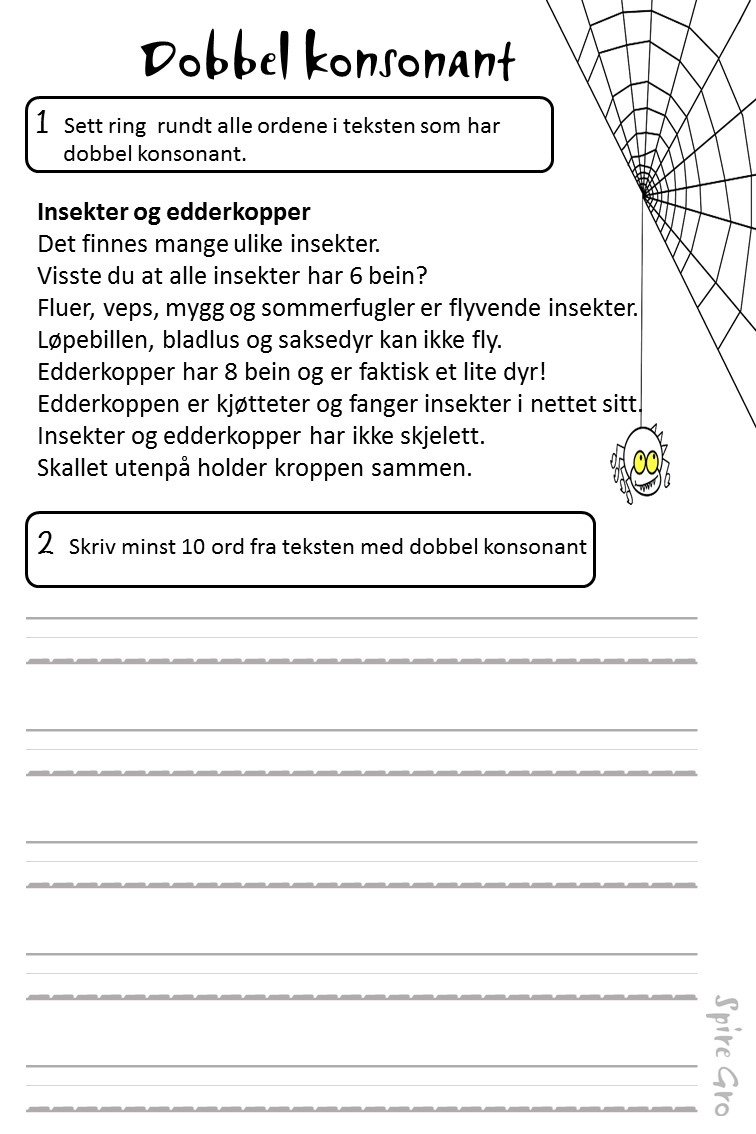 Dobbel konsonant
1 Sett ring rundt alle ordene i teksten som har
dobbel konsonant.
Insekter og edderkopper
Det finnes mange ulike insekter.
Visste du at alle insekter har 6 bein?
Fluer, veps, mygg og sommerfugler er flyvende insekter.
Løpebillen, bladlus og saksedyr kan ikke fly.
Edderkopper har 8 bein og er faktisk et lite dyr!
Edderkoppen er kjøtteter og fanger insekter i nettet sitt.
Insekter og edderkopper har ikke skjelett.
Skallet utenpå holder kroppen sammen.
2 Skriv minst 10 ord fra teksten med dobbel konsonant
Spire Gro